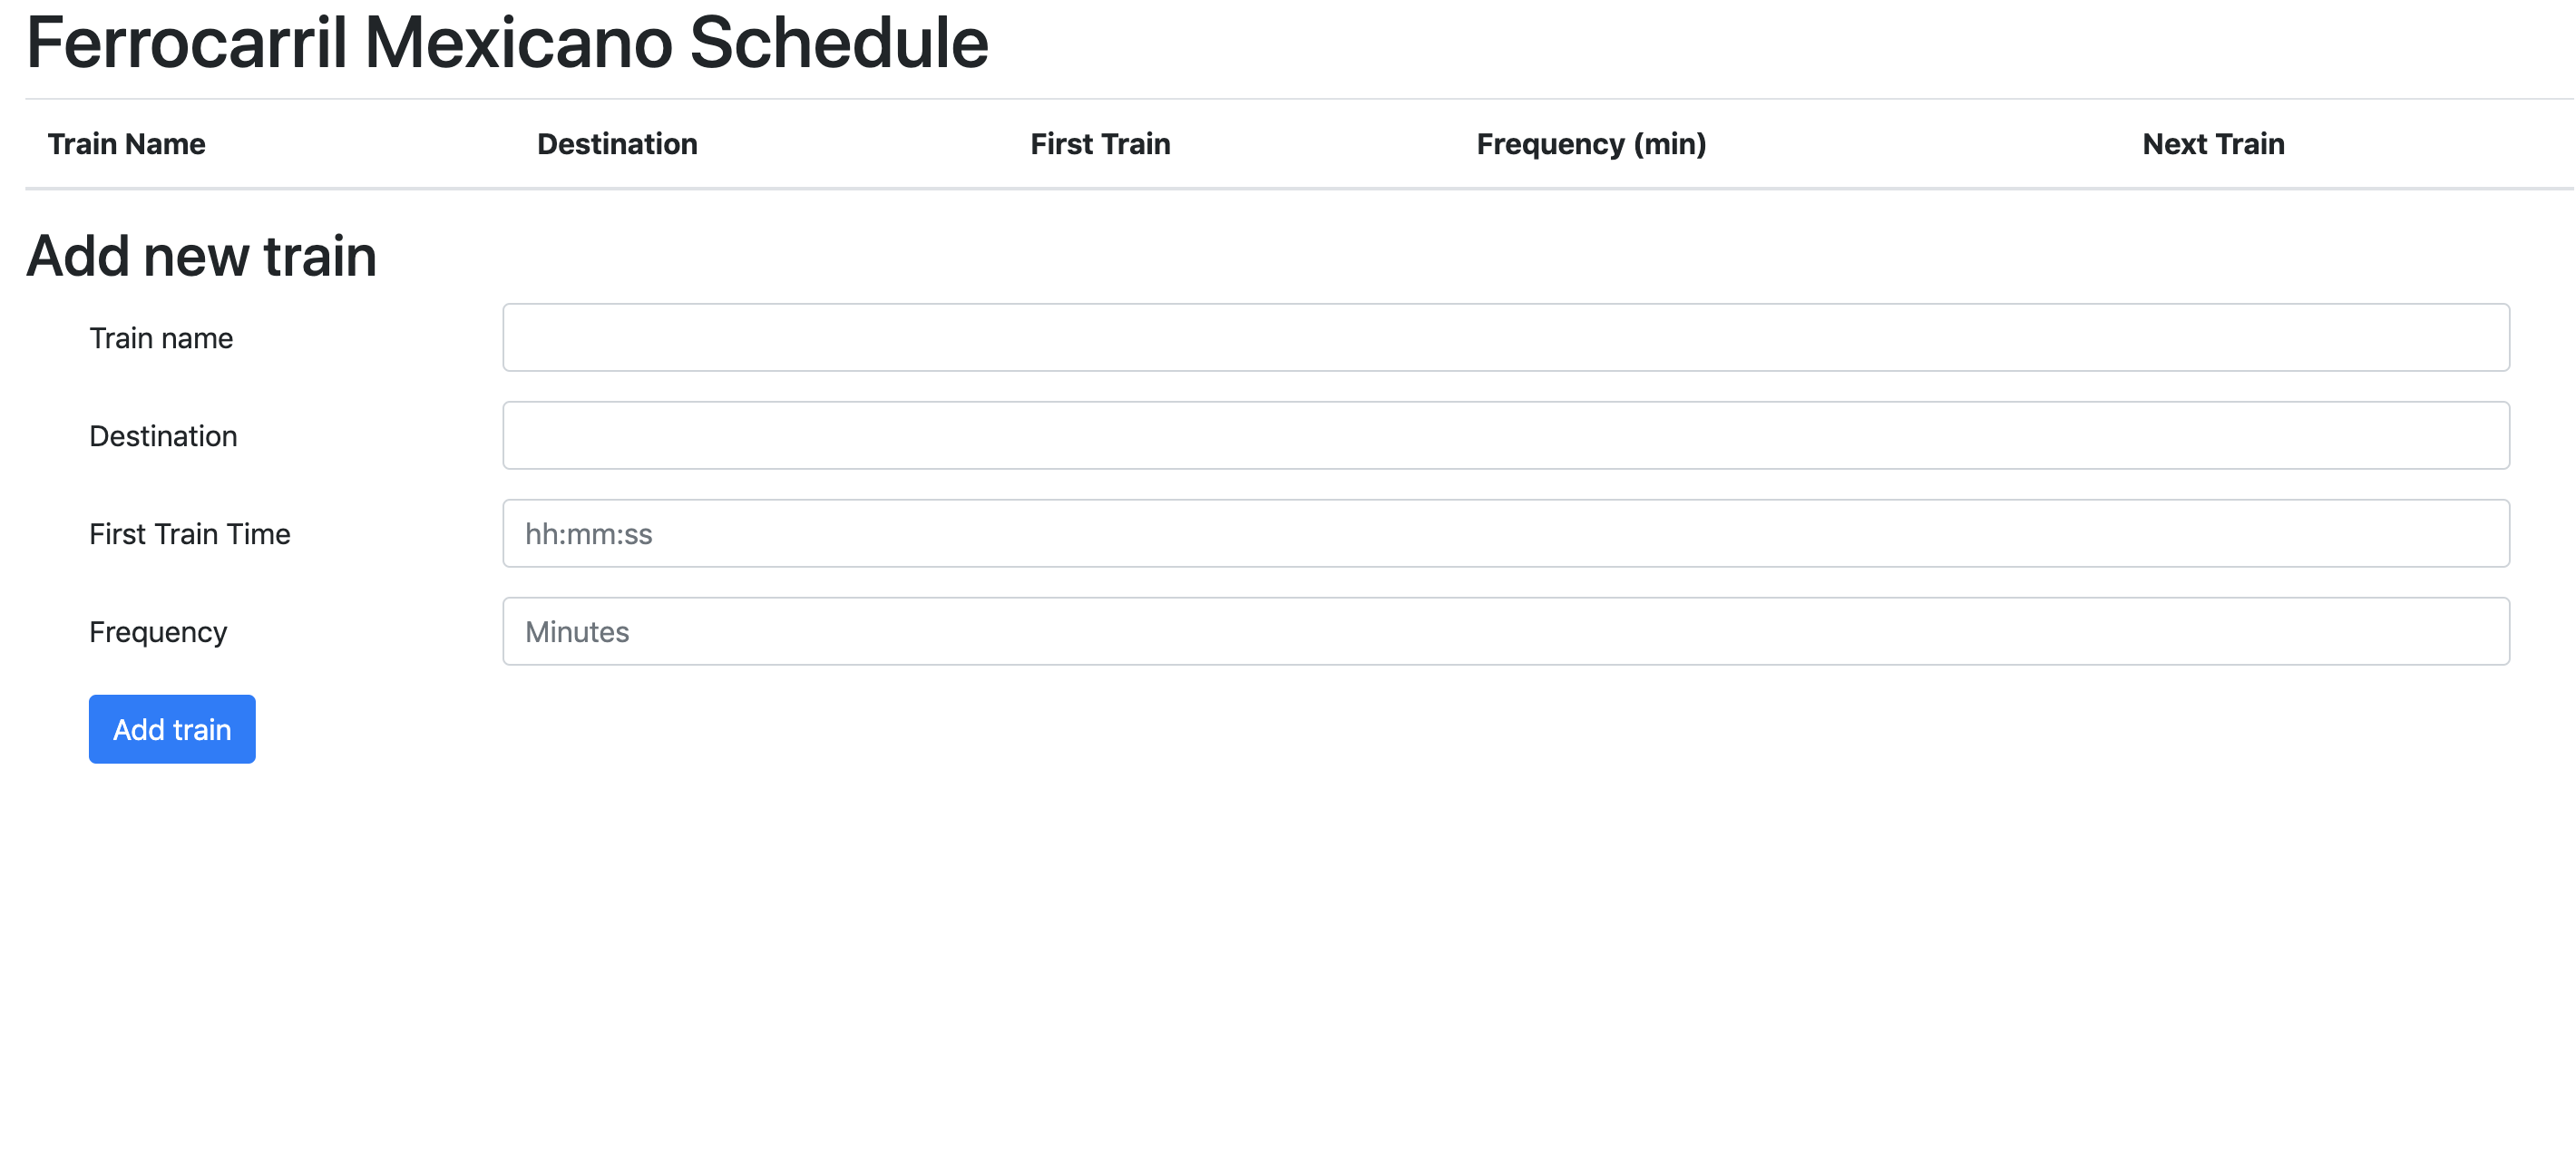 Ferrocarril Mexicano Schedule
Train Name Destination First Train Frequency (min) Next Train
Add new train
Train name
Destination
First Train Time hh:mm:ss
Frequency Minutes
Add train